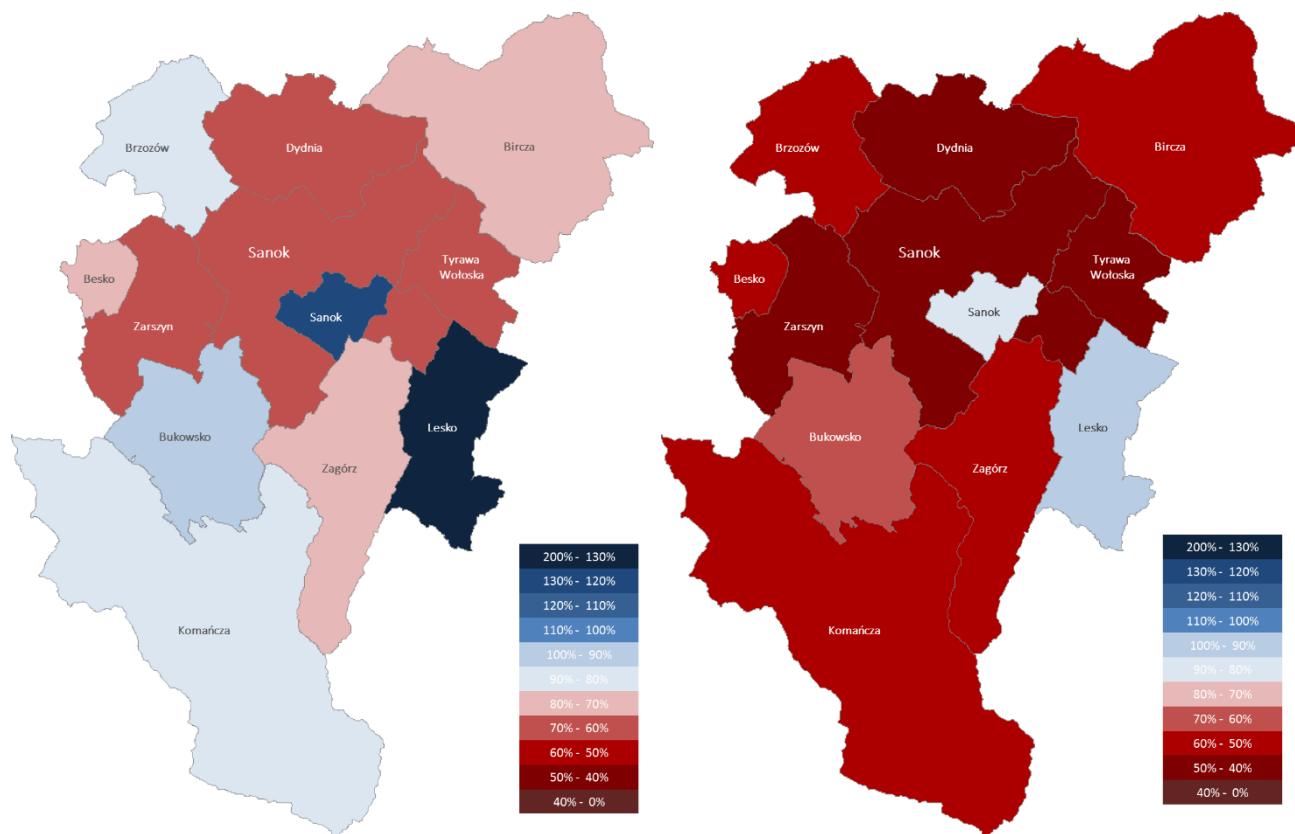 Brzozów
Dydnia
Bircza
Sanok
Tyrawa
Wołoska
Besko
Zarszyn
Sanok
Bukowsko
Zagórz
Lesko
Komańcza
200% - 130%
130% - 120%
120% - 110%
110% - 100%
100% - 90%
90% - 80%
80% - 70%
70% - 60%
60% - 50%
50% - 40%
40% - 0%
Brzozów
Dydnia
Bircza
Sanok
Tyrawa
Wołoska
Besko
Zarszyn
Sanok
Bukowsko
Zagórz
Lesko
Komańcza
200% - 130%
130% - 120%
120% - 110%
110% - 100%
100% - 90%
90% - 80%
80% - 70%
70% - 60%
60% - 50%
50% - 40%
40% - 0%